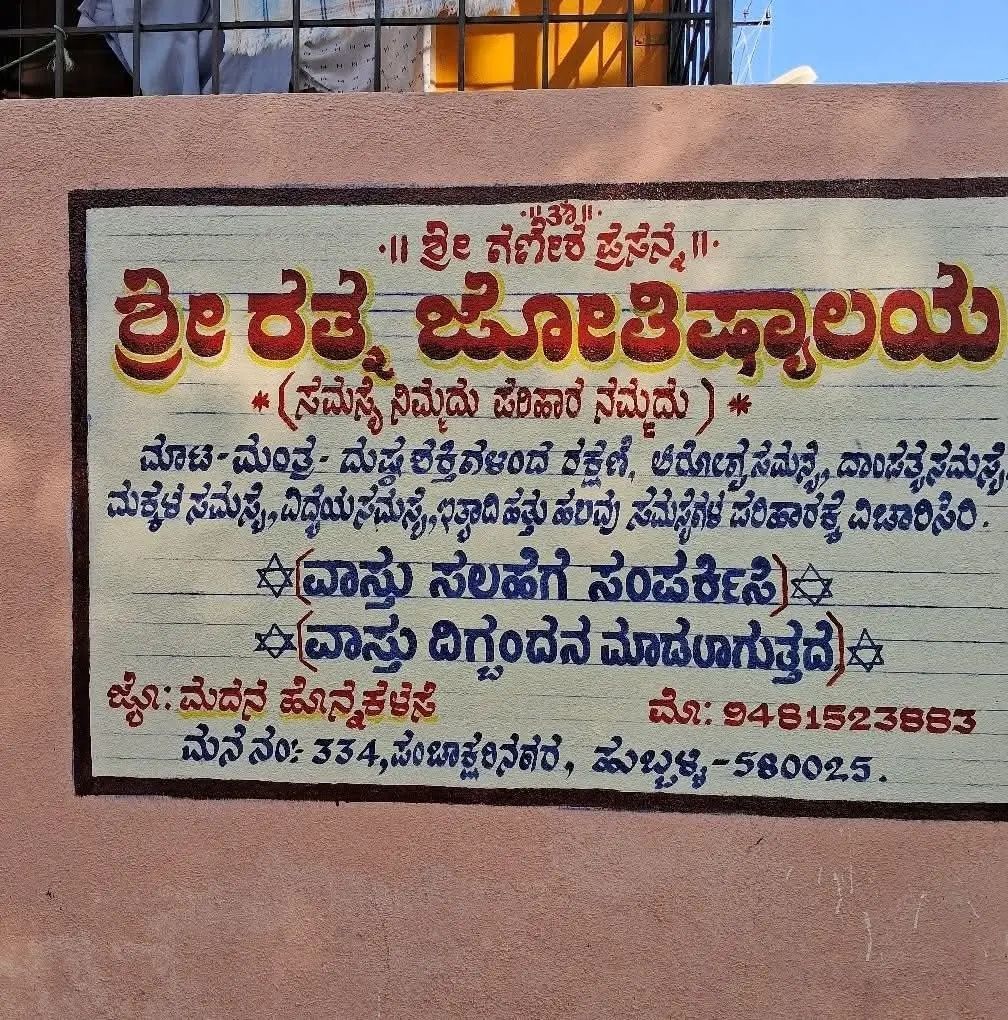 ॥ಓಂ॥
॥ ಶ್ರೀ ಗಣೇಶ ಪ್ರಸನ್ನ ॥
ಶ್ರೀ ರತ್ನ ಜ್ಯೋತಿಷ್ಯಾಲಯ
* (ಸಮಸ್ಯೆ ನಿಮ್ಮದು ಪರಿಹಾರ ನಮ್ಮದು) *
ಮಾಟ-ಮಂತ್ರ-ದುಷ್ಟ ಶಕ್ತಿಗಳಿಂದ ರಕ್ಷಣೆ, ಆರೋಗ್ಯ ಸಮಸ್ಯೆ, ದಾಂಪತ್ಯ ಸಮಸ್ಯೆ,
ಮಕ್ಕಳ ಸಮಸ್ಯೆ, ವಿದ್ಯೆಯ ಸಮಸ್ಯೆ, ಇತ್ಯಾದಿ ಹತ್ತು ಹಲವು ಸಮಸ್ಯೆಗಳ ಪರಿಹಾರಕ್ಕೆ ವಿಚಾರಿಸಿರಿ.
✡(ವಾಸ್ತು ಸಲಹೆಗೆ ಸಂಪರ್ಕಿಸಿ)✡
✡(ವಾಸ್ತು ದಿಗ್ಬಂದನ ಮಾಡಲಾಗುತ್ತದೆ)✡
ಜ್ಯೋ: ಮದನ ಹೊನ್ನಕಳಸೆ ಮೊ: 9481523883
ಮನೆ ನಂ:- 334, ಪಂಚಾಕ್ಷರಿನಗರ, ಹುಬ್ಬಳ್ಳಿ-580025.